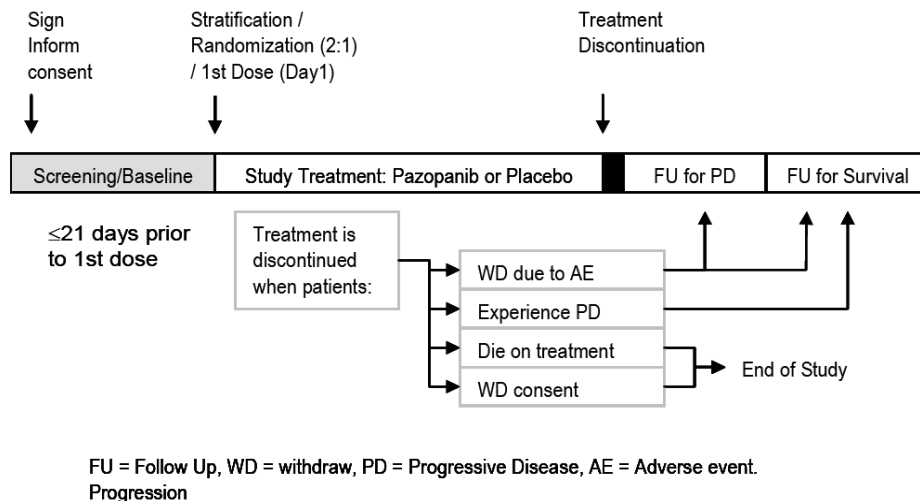 Sign
Inform
consent
Stratification /
Randomization (2:1)
/ 1st Dose (Day1)
Treatment
Discontinuation
Screening/Baseline
Study Treatment: Pazopanib or Placebo
FU for PD
FU for Survival
≤21 days prior
to 1st dose
Treatment is
discontinued
when patients:
WD due to AE
Experience PD
Die on treatment
WD consent
End of Study
FU = Follow Up, WD = withdraw, PD = Progressive Disease, AE = Adverse event.
Progression